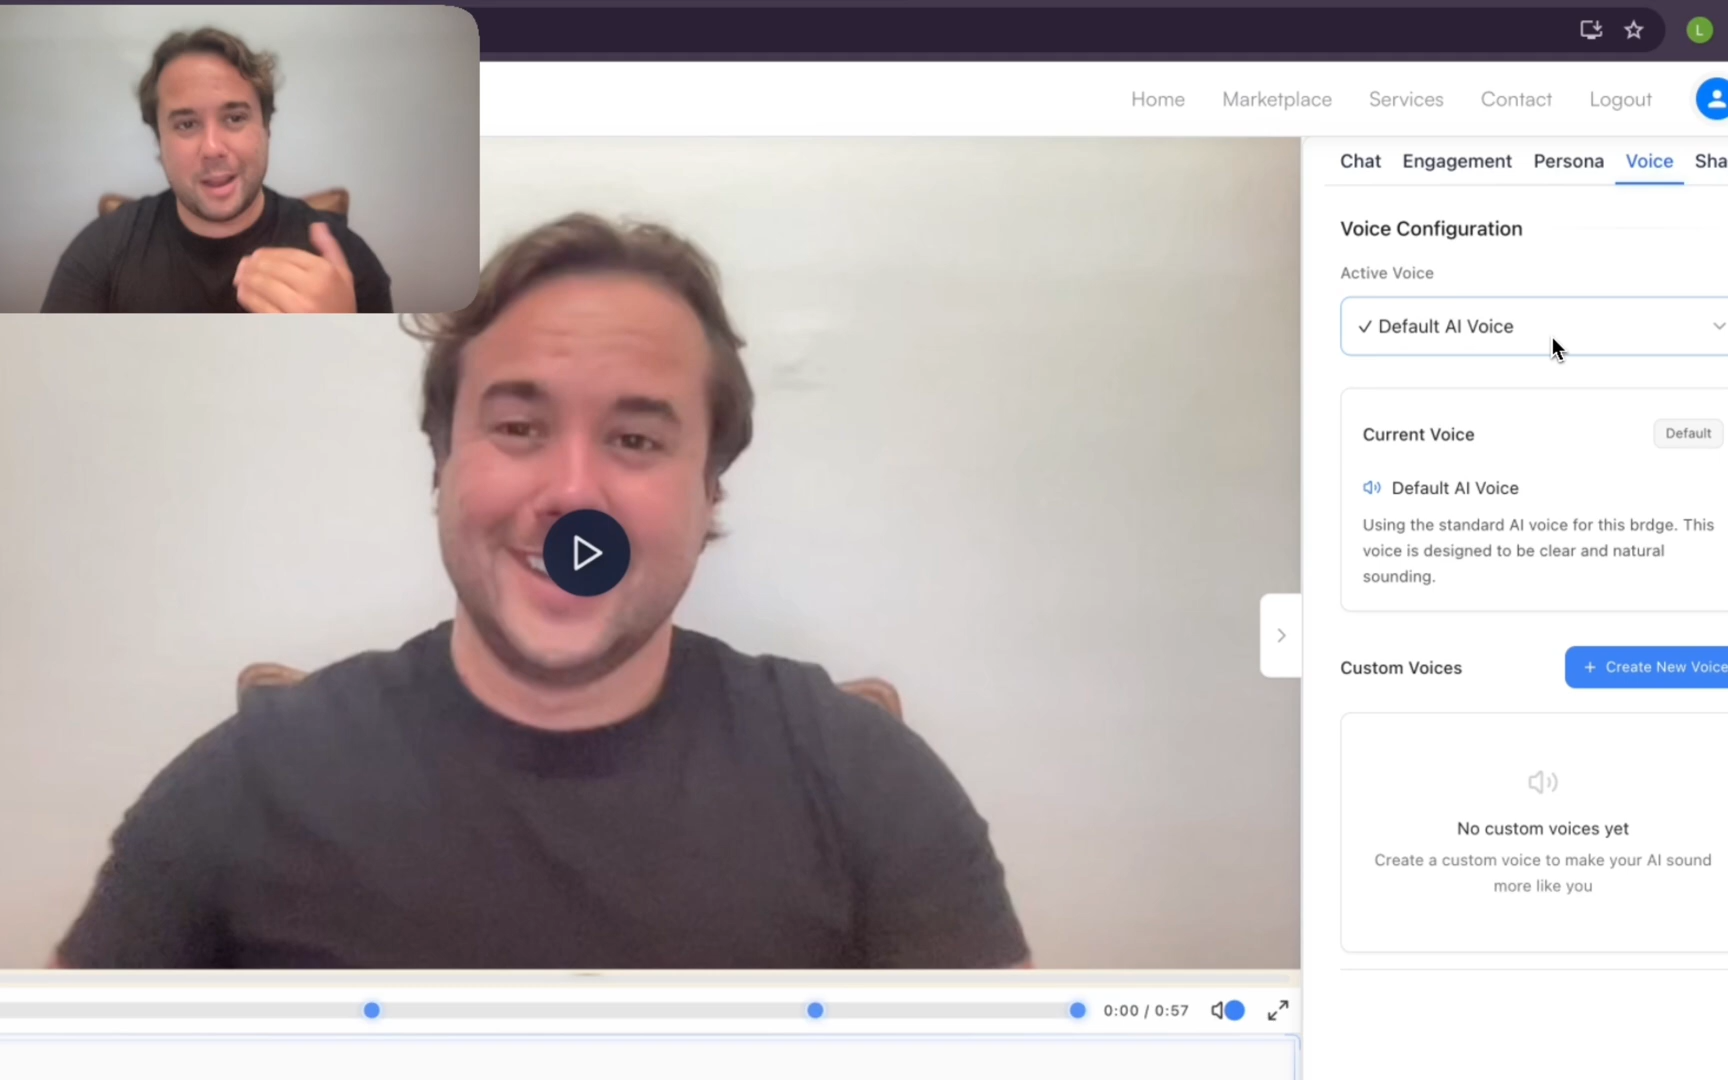 L
Home Marketplace Services Contact Logout
Chat Engagement Persona Voice Sha
Voice Configuration
Active Voice
✓ Default AI Voice
Current Voice Default
Default AI Voice
Using the standard AI voice for this brdge. This
voice is designed to be clear and natural
sounding.
Custom Voices + Create New Voice
No custom voices yet
Create a custom voice to make your AI sound
more like you
0:00 / 0:57